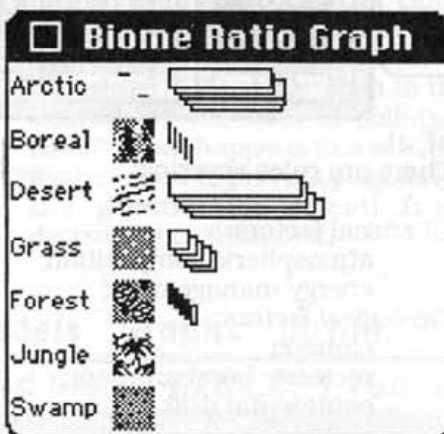 Biome Ratio Graph
Arctic
Boreal
Desert
Grass
Forest
Jungle
Swamp